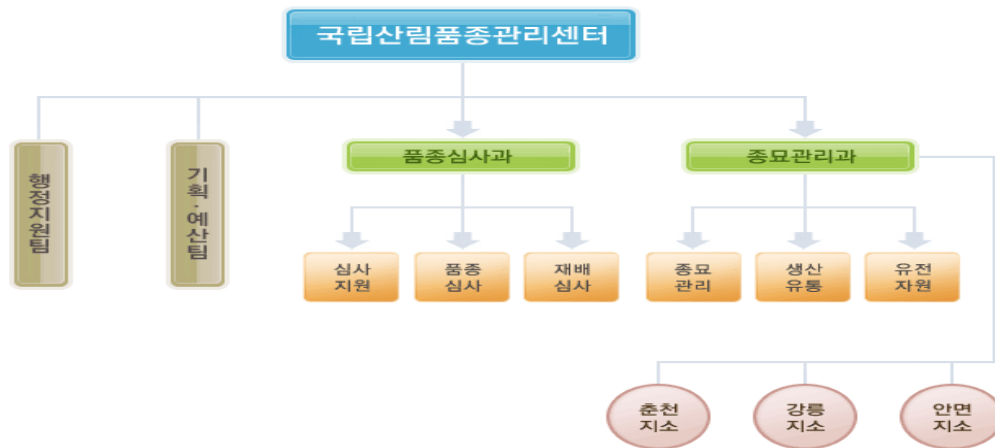 국립산림품종관리센터
행정지원팀
기획·예산팀
품종심사과
종묘관리과
심사
지원
품종
심사
재배
심사
종묘
관리
생산
유통
유전
자원
춘천
지소
강릉
지소
안면
지소